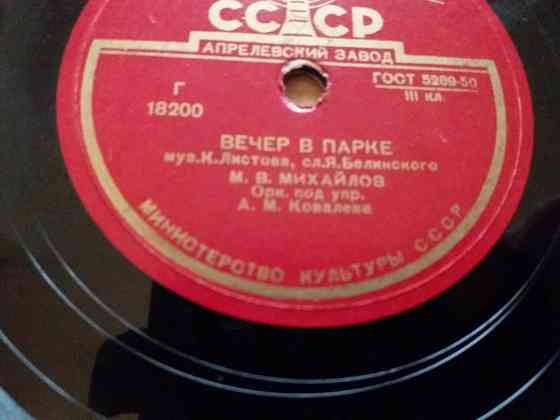 СССР
АПРЕЛЕВСКИЙ ЗАВОД
Г
18200
ГОСТ 5289-50
III кл.
ВЕЧЕР В ПАРКЕ
муз.К.Листова, сл.Я.Белинского
М. В. МИХАЙЛОВ
Орк. под упр.
А. М. Ковалева
МИНИСТЕРСТВО КУЛЬТУРЫ СССР